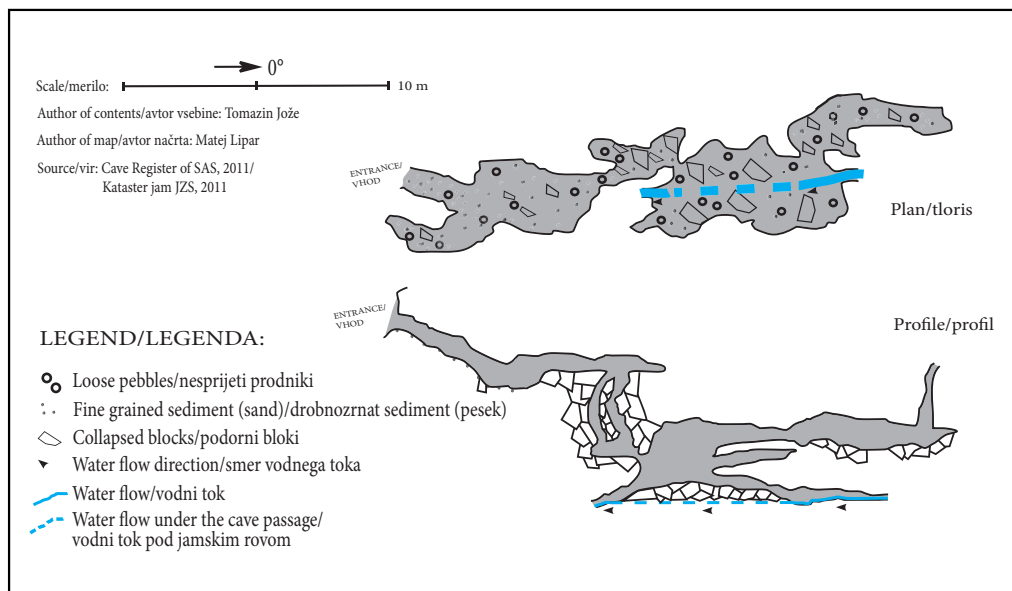 0°
Scale/merilo:
10 m
Author of contents/avtor vsebine: Tomazin Jože
Author of map/avtor načrta: Matej Lipar
Source/vir: Cave Register of SAS, 2011/
Kataster jam JZS, 2011
ENTRANCE/
VHOD
Plan/tloris
ENTRANCE/
VHOD
Profile/profil
LEGEND/LEGENDA:
Loose pebbles/nesprijeti prodniki
Fine grained sediment (sand)/drobnozrnat sediment (pesek)
Collapsed blocks/podorni bloki
Water flow direction/smer vodnega toka
Water flow/vodni tok
Water flow under the cave passage/
vodni tok pod jamskim rovom